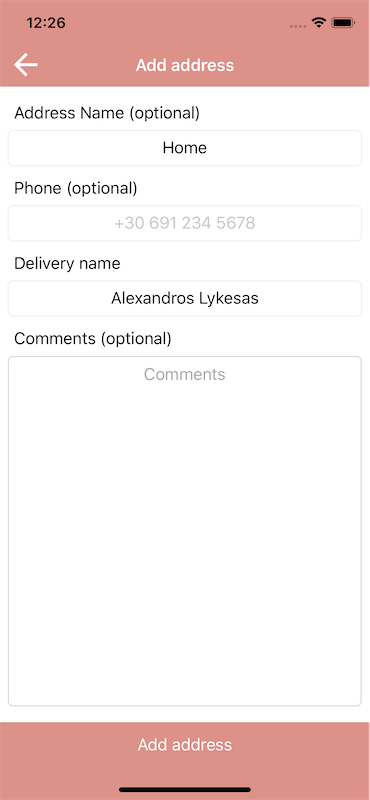 12:26
Add address
Address Name (optional)
Home
Phone (optional)
+30 691 234 5678
Delivery name
Alexandros Lykesas
Comments (optional)
Comments
Add address